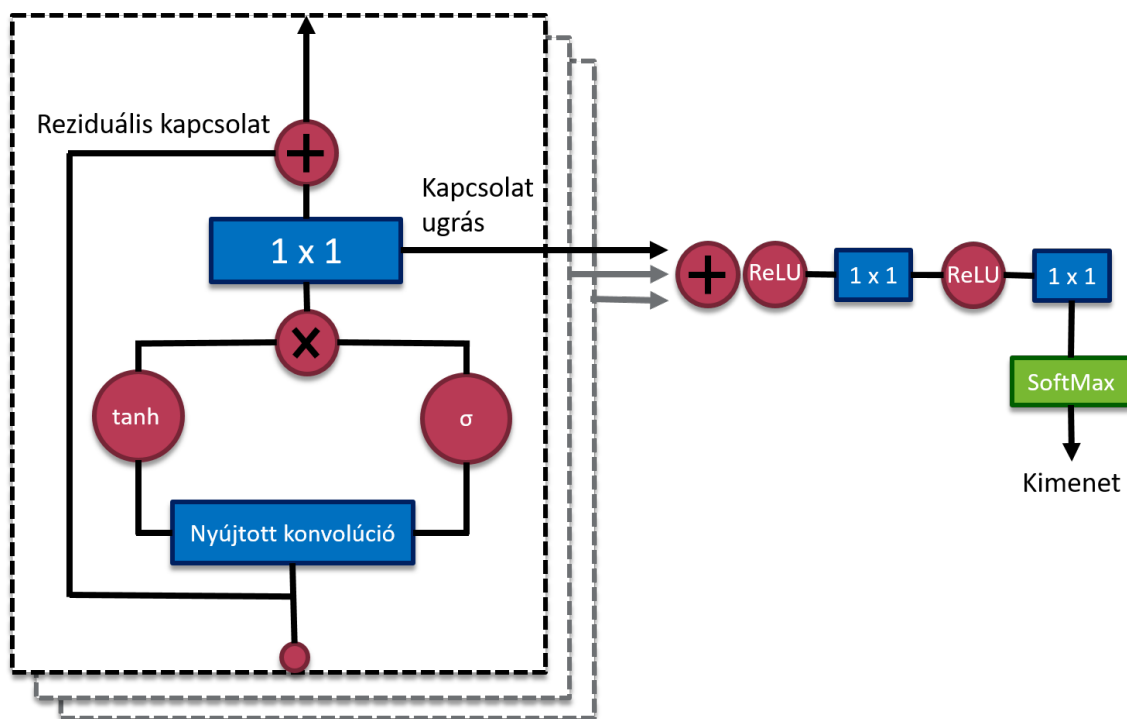 Reziduális kapcsolat
+
Kapcsolat
ugrás
1 x 1
+
ReLU
1 x 1
ReLU
1 x 1
×
tanh
σ
SoftMax
Kimenet
Nyújtott konvolúció